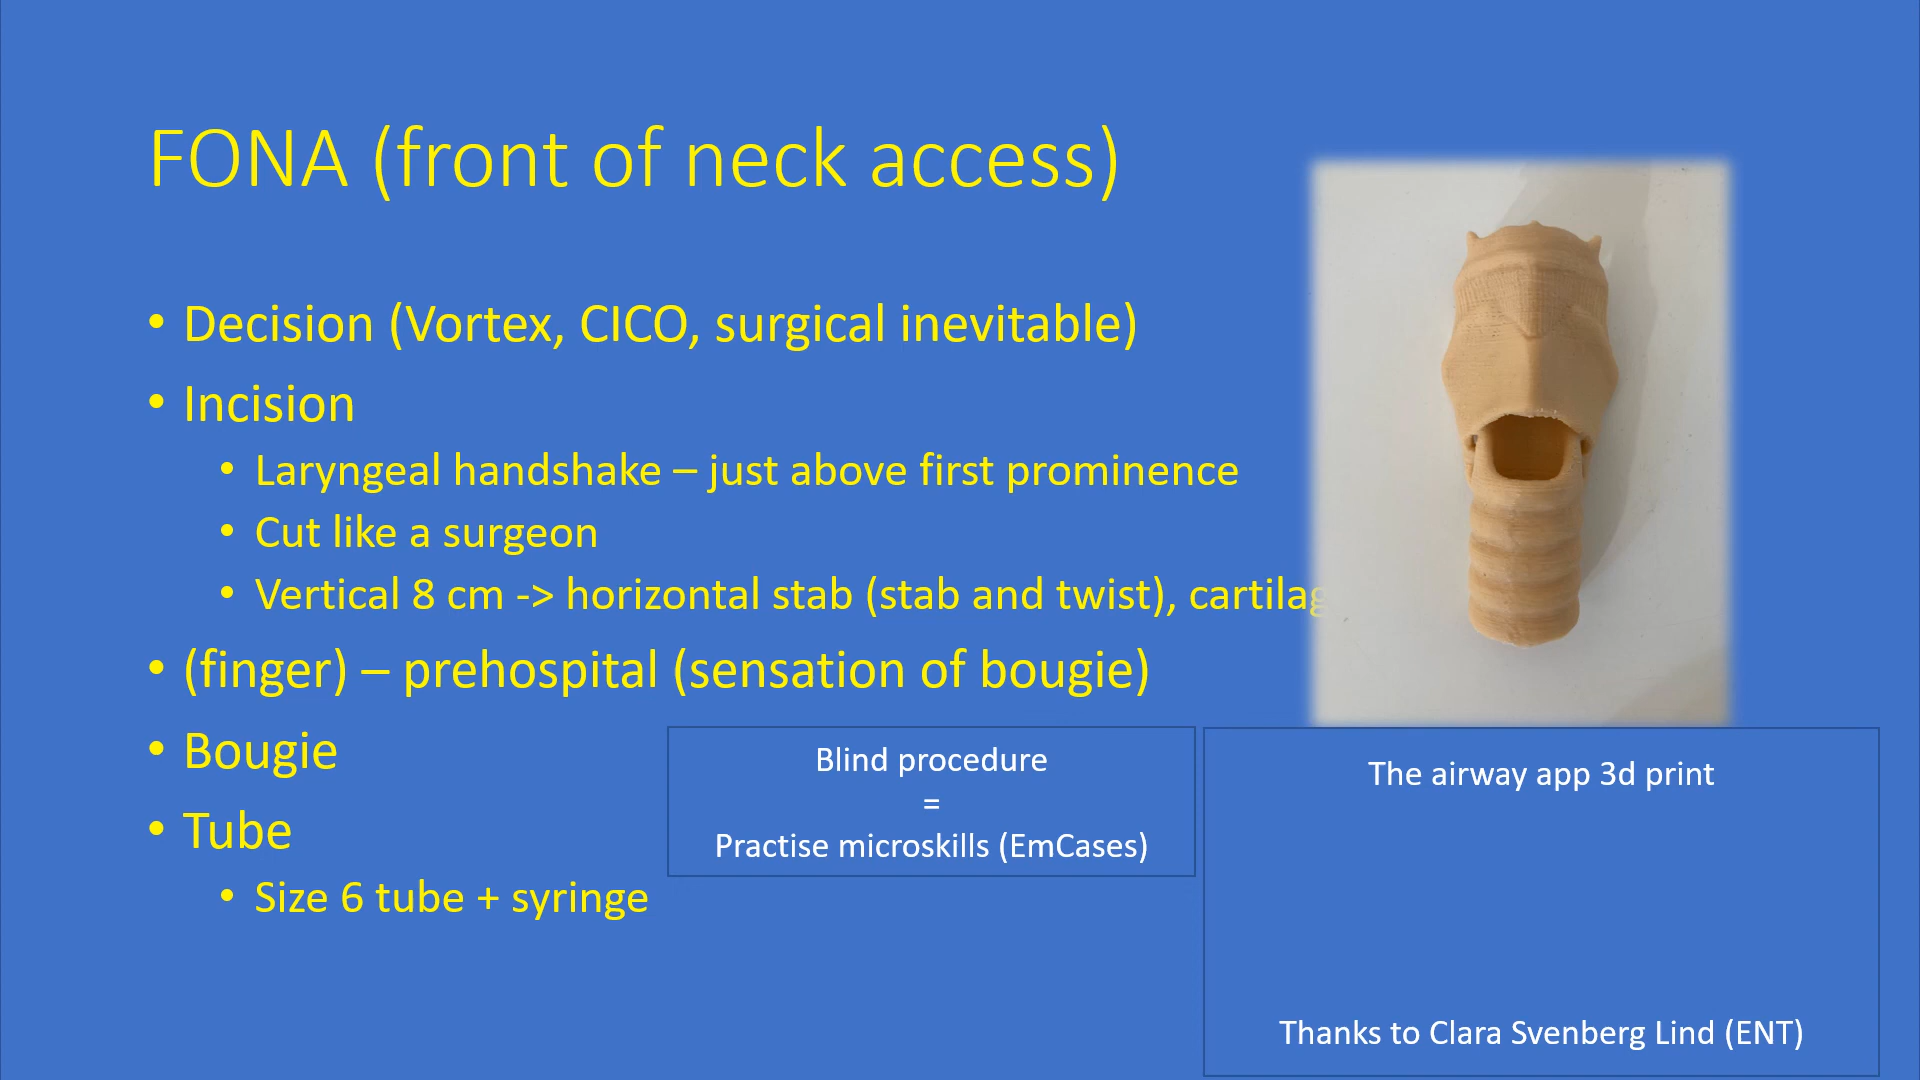 FONA (front of neck access)
• Decision (Vortex, CICO, surgical inevitable)
• Incision
• Laryngeal handshake – just above first prominence
• Cut like a surgeon
• Vertical 8 cm -> horizontal stab (stab and twist), cartilag
• (finger) – prehospital (sensation of bougie)
• Bougie
• Tube
• Size 6 tube + syringe
Blind procedure
=
Practise microskills (EmCases)
The airway app 3d print
Thanks to Clara Svenberg Lind (ENT)